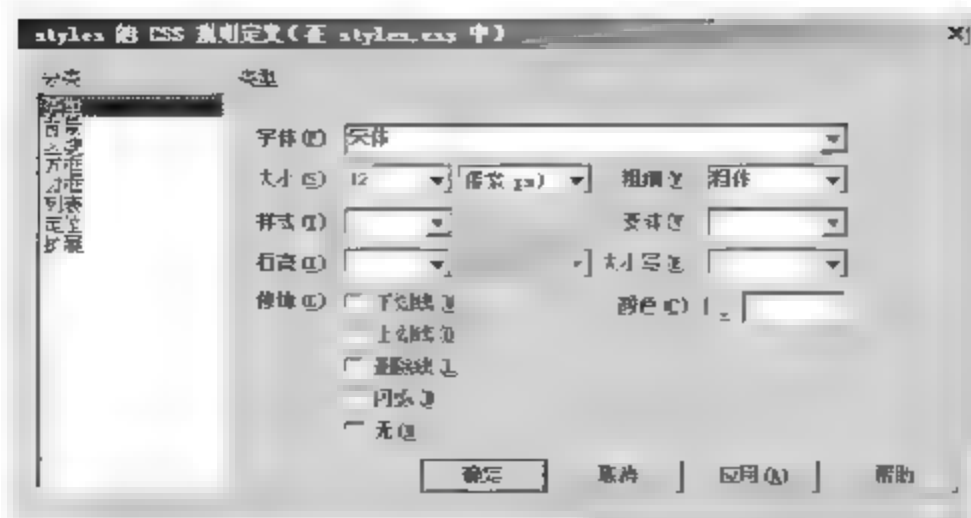 styles 的 CSS 规则定义(在 styles.css 中)
分类
类型
类型
背景
区块
方框
边框
列表
定位
扩展
字体(F) 宋体
大小(S) 12 像素(px) 粗细 粗体
样式(T) 变体(V)
行高(I) 大小写(E)
修饰(D) 下划线(U) 颜色(C)
上划线(O)
删除线(L)
闪烁(B)
无(N)
确定 取消 应用(A) 帮助